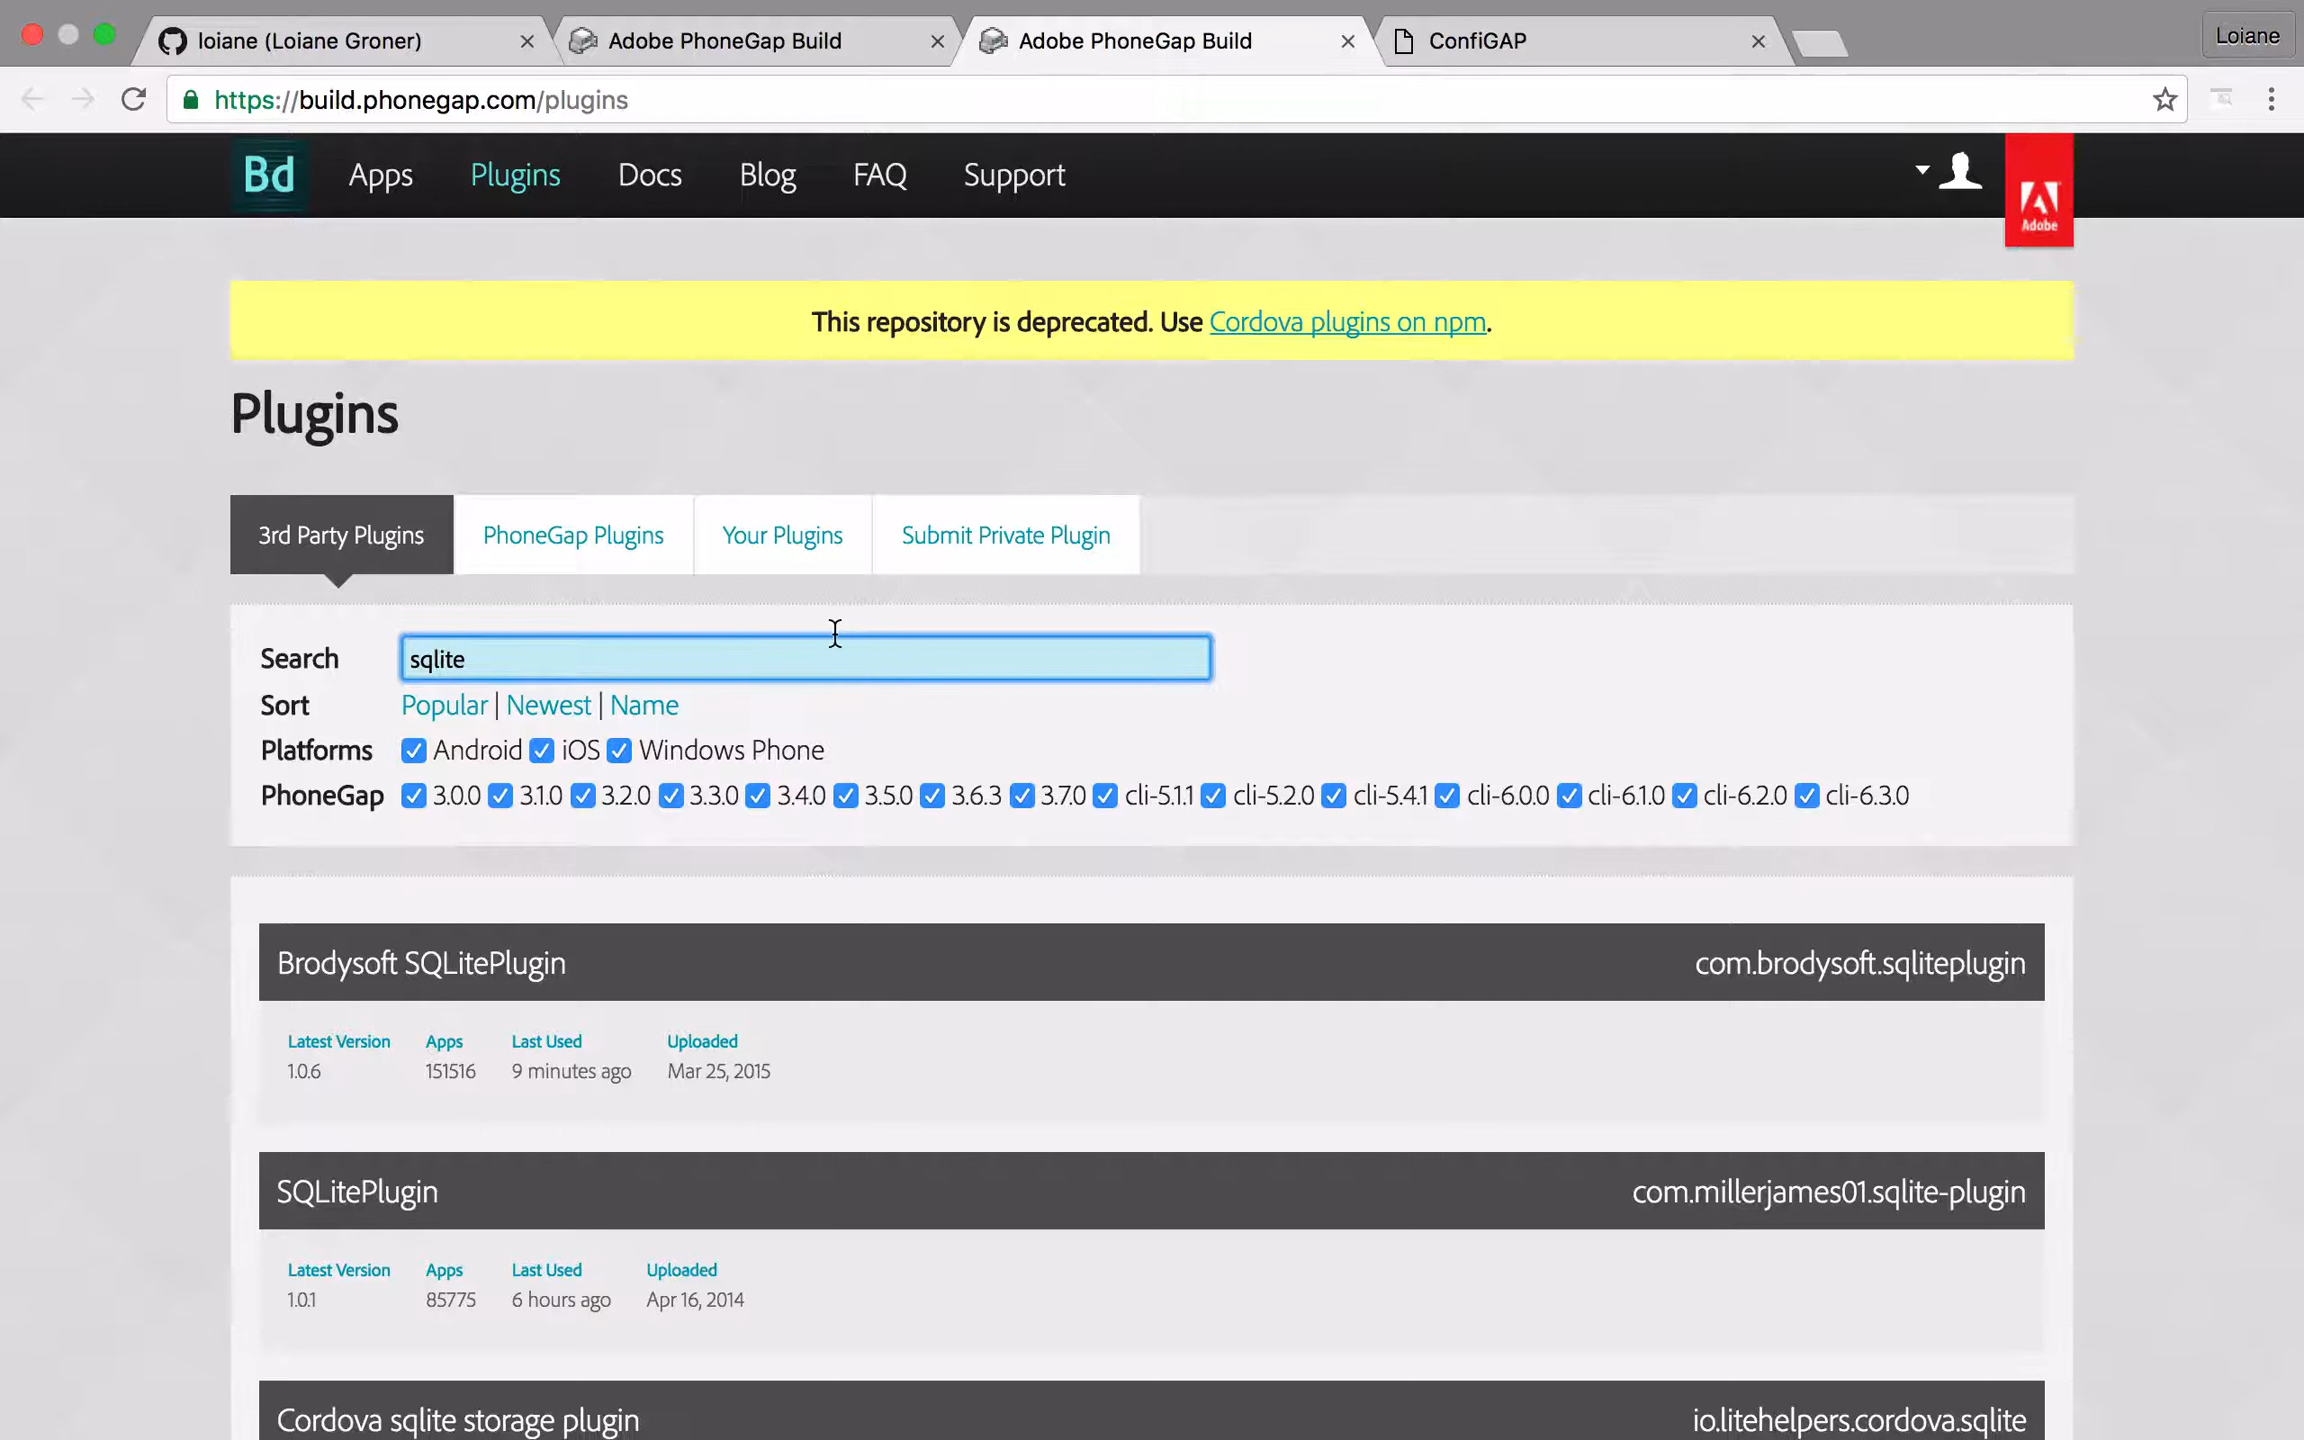 loiane (Loiane Groner)
Adobe PhoneGap Build
Adobe PhoneGap Build
ConfiGAP
Loiane
https://build.phonegap.com/plugins
Bd Apps Plugins Docs Blog FAQ Support
Adobe
This repository is deprecated. Use Cordova plugins on npm.
Plugins
3rd Party Plugins PhoneGap Plugins Your Plugins Submit Private Plugin
Search sqlite
Sort Popular | Newest | Name
Platforms Android iOS Windows Phone
PhoneGap 3.0.0 3.1.0 3.2.0 3.3.0 3.4.0 3.5.0 3.6.3 3.7.0 cli-5.1.1 cli-5.2.0 cli-5.4.1 cli-6.0.0 cli-6.1.0 cli-6.2.0 cli-6.3.0
Brodysoft SQLitePlugin com.brodysoft.sqliteplugin
Latest Version Apps Last Used Uploaded
1.0.6 151516 9 minutes ago Mar 25, 2015
SQLitePlugin com.millerjames01.sqlite-plugin
Latest Version Apps Last Used Uploaded
1.0.1 85775 6 hours ago Apr 16, 2014
Cordova sqlite storage plugin io.litehelpers.cordova.sqlite